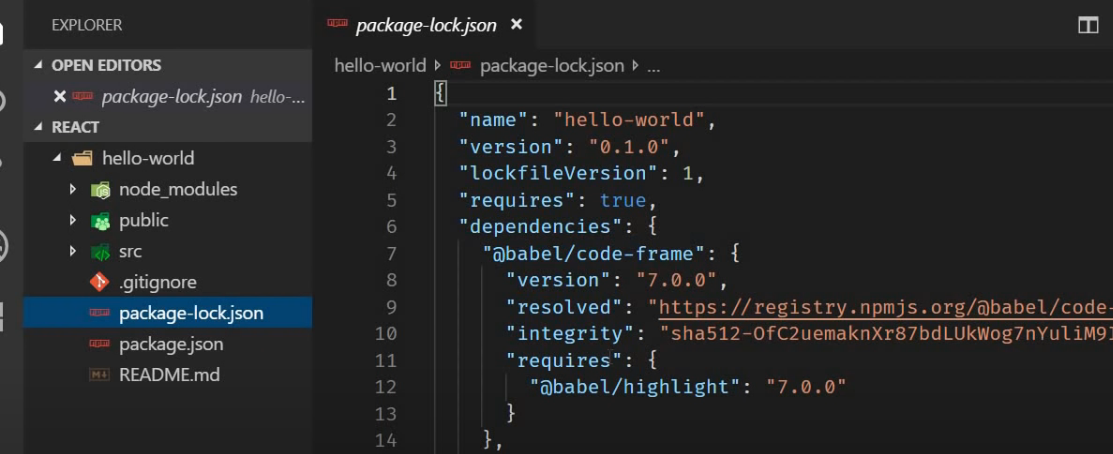 EXPLORER
OPEN EDITORS
package-lock.json hello-...
REACT
hello-world
node_modules
public
src
.gitignore
package-lock.json
package.json
README.md
package-lock.json
hello-world package-lock.json ...
1 {
2 "name": "hello-world",
3 "version": "0.1.0",
4 "lockfileVersion": 1,
5 "requires": true,
6 "dependencies": {
7 "@babel/code-frame": {
8 "version": "7.0.0",
9 "resolved": "https://registry.npmjs.org/@babel/code-
10 "integrity": "sha512-OfC2uemaknXr87bdLUkWog7nYuliM9I
11 "requires": {
12 "@babel/highlight": "7.0.0"
13 }
14 },